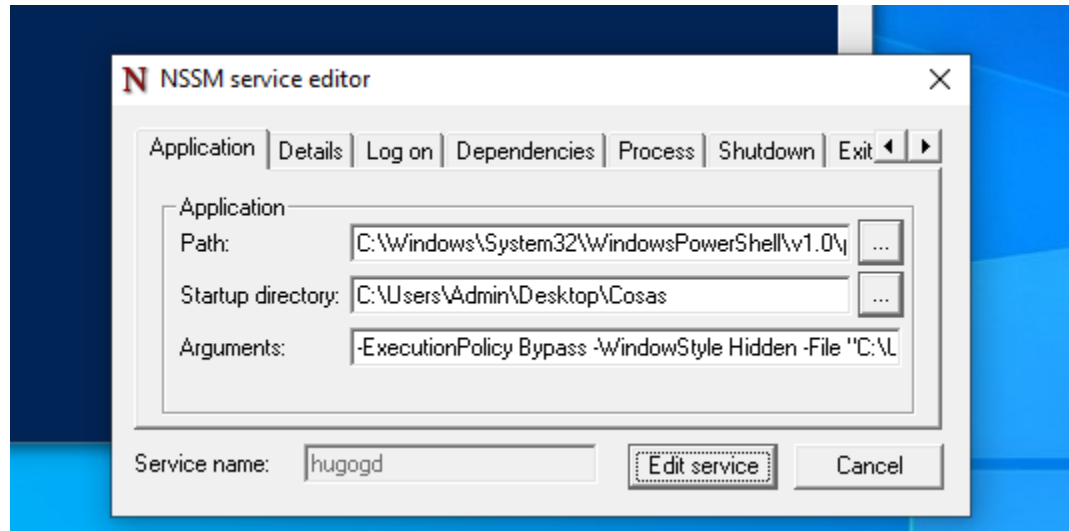 N NSSM service editor
Application Details Log on Dependencies Process Shutdown Exit
Application
Path: C:\Windows\System32\WindowsPowerShell\v1.0\ ...
Startup directory: C:\Users\Admin\Desktop\Cosas ...
Arguments: -ExecutionPolicy Bypass -WindowStyle Hidden -File "C:\
Service name: hugogd Edit service Cancel